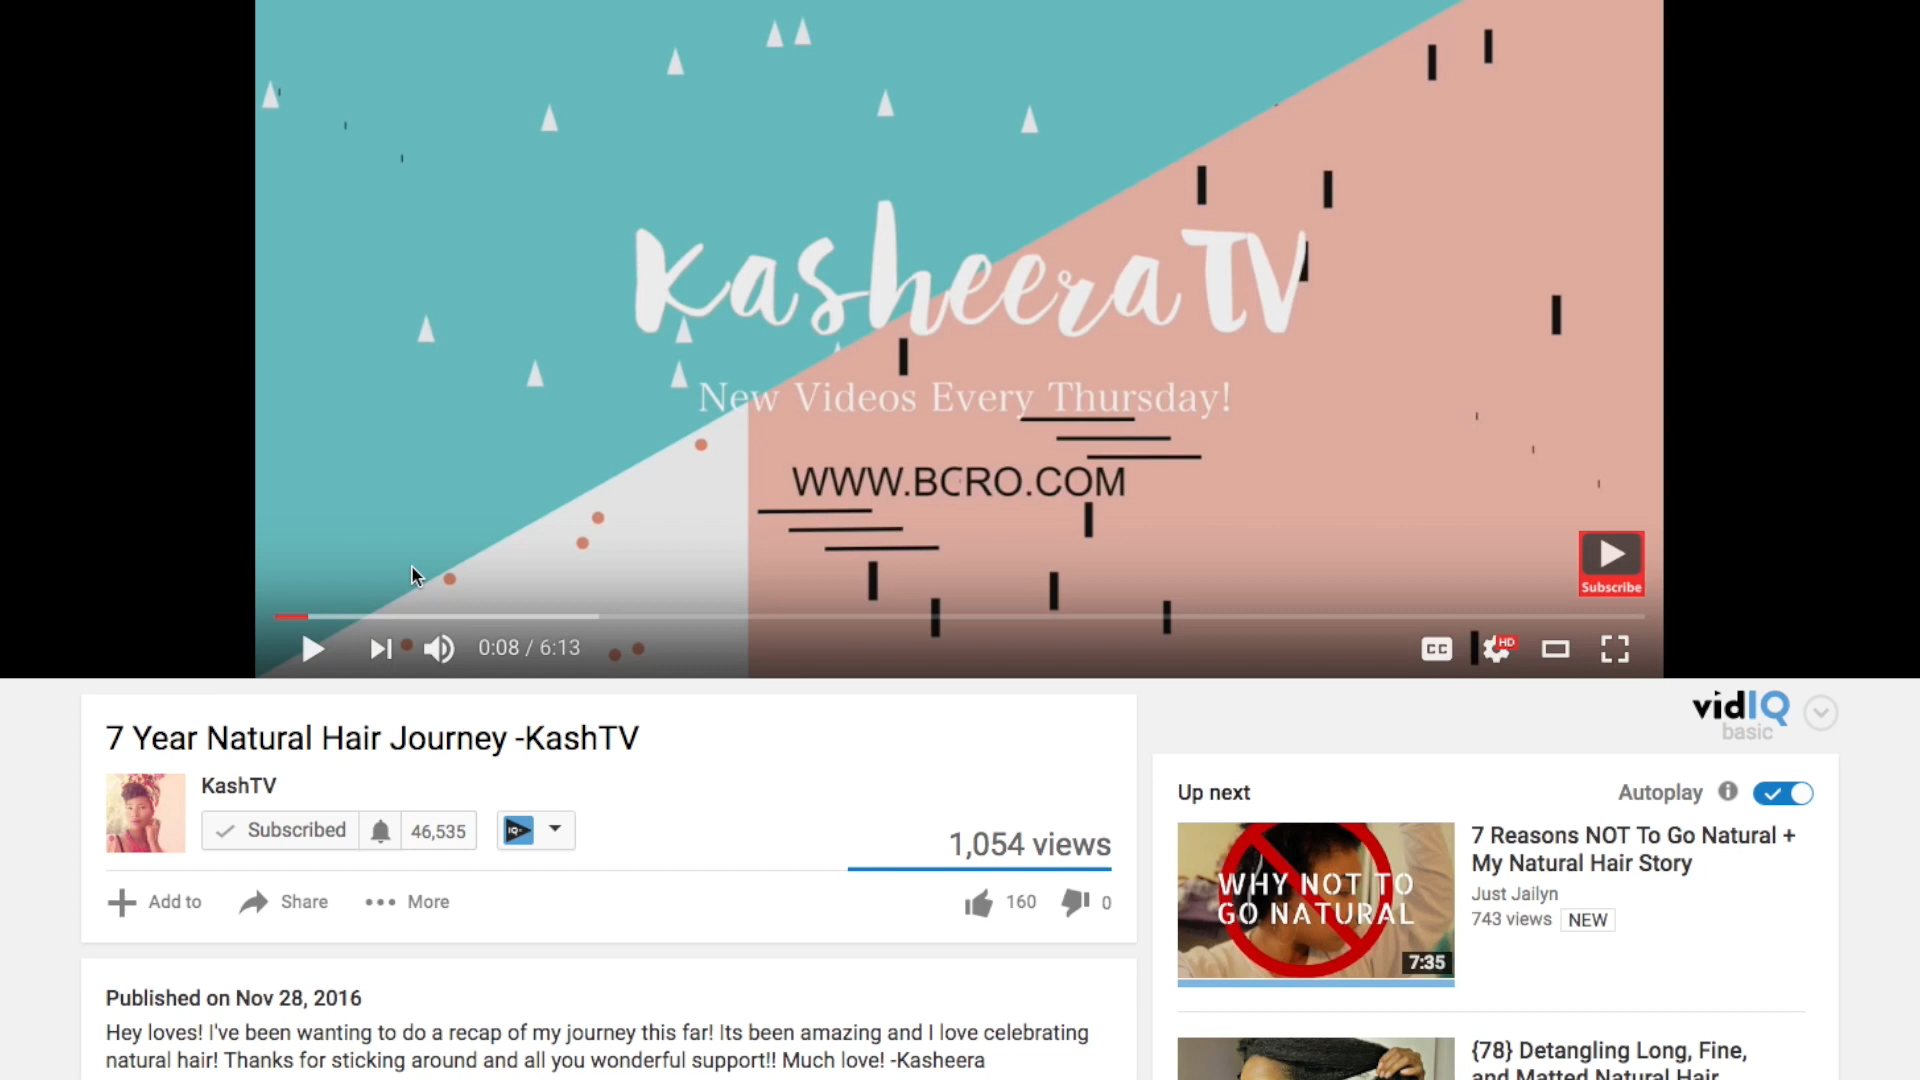 KasheeraTV
New Videos Every Thursday!
WWW.BCRO.COM
Subscribe
0:08 / 6:13
CC
HD
7 Year Natural Hair Journey -KashTV
KashTV
Subscribed
46,535
IQ
1,054 views
Add to
Share
More
160
0
Published on Nov 28, 2016
Hey loves! I've been wanting to do a recap of my journey this far! Its been amazing and I love celebrating
natural hair! Thanks for sticking around and all you wonderful support!! Much love! -Kasheera
vidIQ
basic
Up next
Autoplay
WHY NOT TO
GO NATURAL
7:35
7 Reasons NOT To Go Natural +
My Natural Hair Story
Just Jailyn
743 views
NEW
{78} Detangling Long, Fine,
and Matted Natural Hair